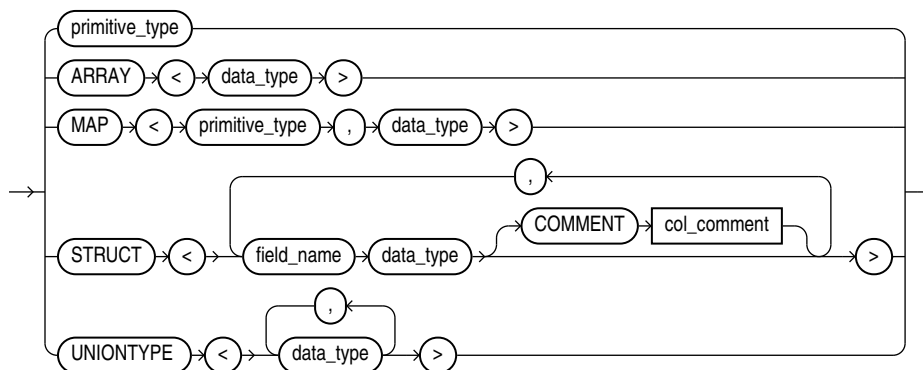 primitive_type
ARRAY < data_type >
MAP < primitive_type , data_type >
,
COMMENT col_comment
STRUCT < field_name data_type >
,
UNIONTYPE < data_type >